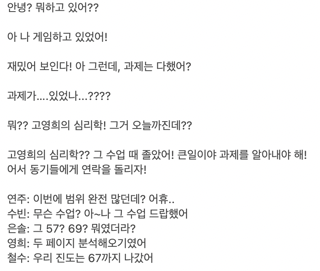 안녕? 뭐하고 있어??
아 나 게임하고 있었어!
재밌어 보인다! 아 그런데, 과제는 다했어?
과제가....있었나...????
뭐?? 고영희의 심리학! 그거 오늘까진데??
고영희의 심리학?? 그 수업 때 졸았어! 큰일이야 과제를 알아내야 해!
어서 동기들에게 연락을 돌리자!
연주: 이번에 범위 완전 많던데? 어휴..
수빈: 무슨 수업? 아~나 그 수업 드랍했어
은솔: 그 57? 69? 뭐였더라?
영희: 두 페이지 분석해오기였어
철수: 우리 진도는 67까지 나갔어